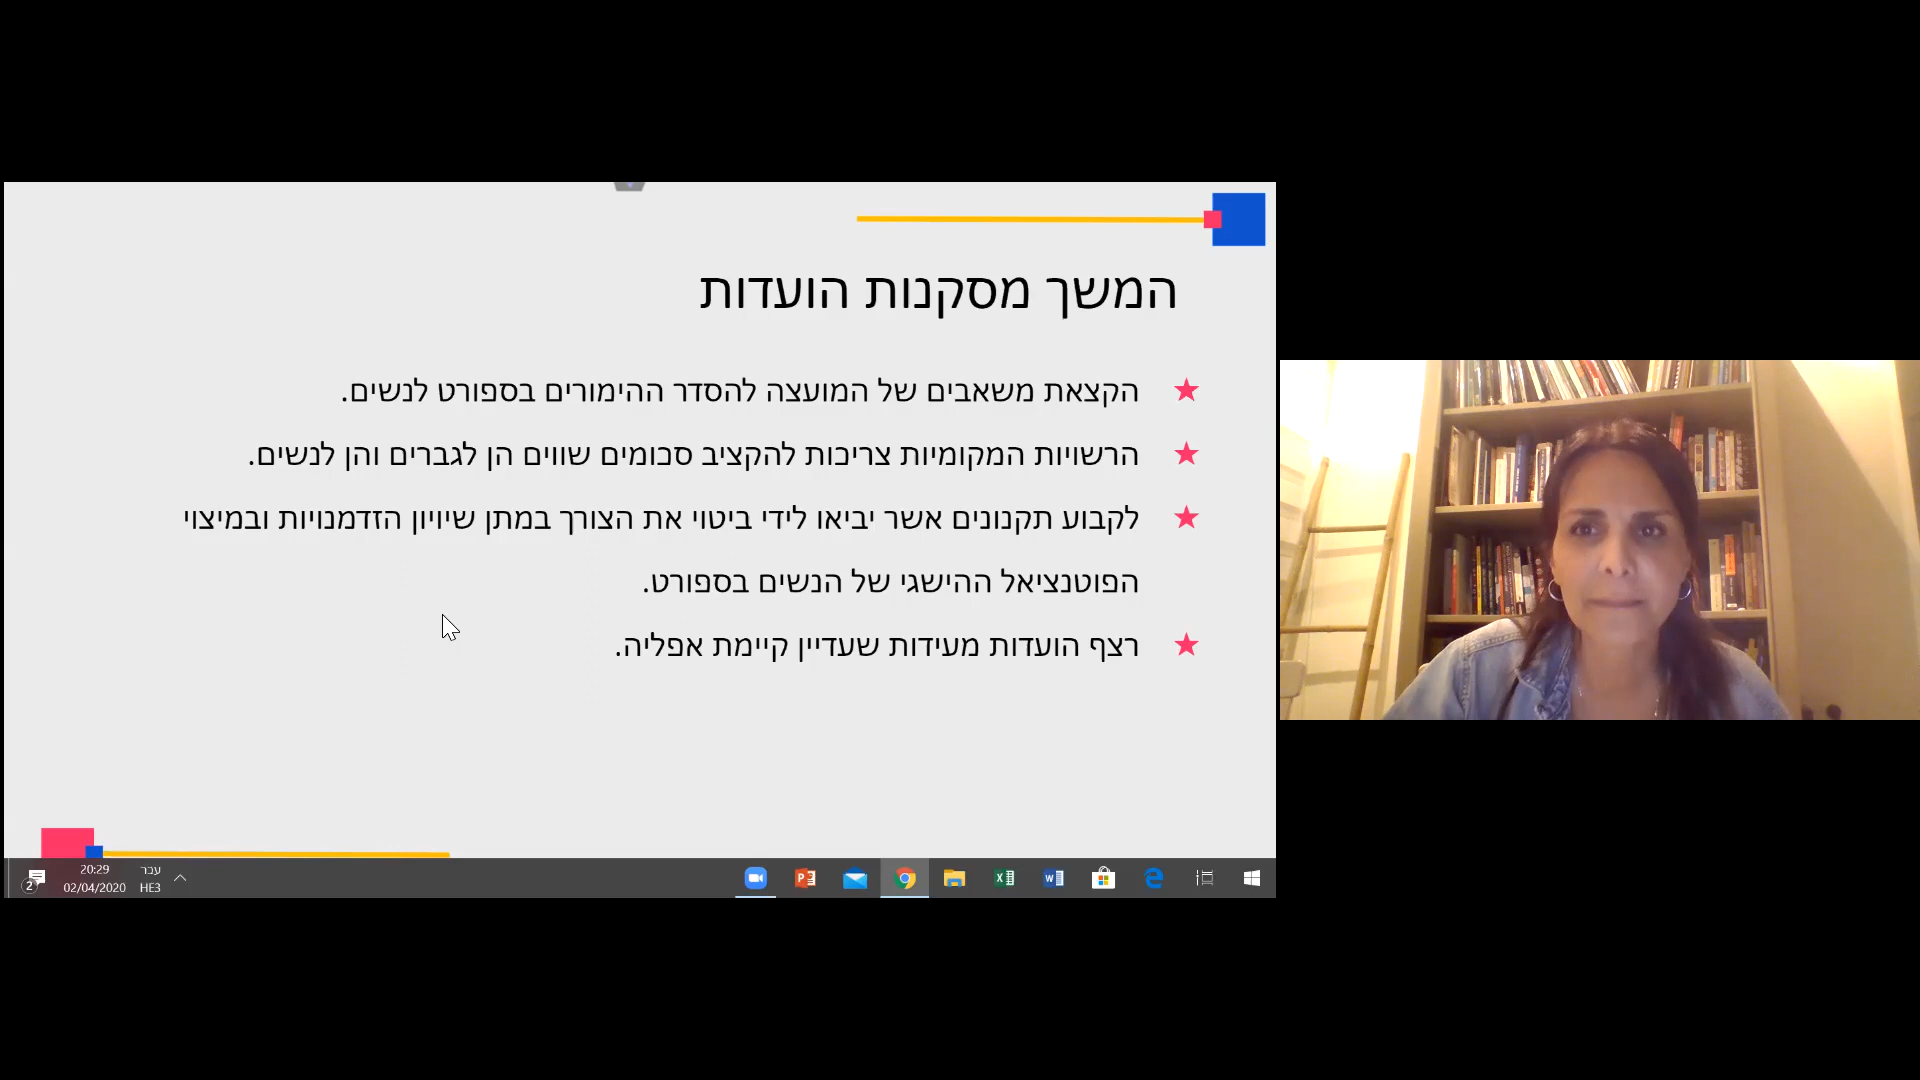 המשך מסקנות הועדות
הקצאת משאבים של המועצה להסדר ההימורים בספורט לנשים.
הרשויות המקומיות צריכות להקציב סכומים שווים הן לגברים והן לנשים.
לקבוע תקנונים אשר יביאו לידי ביטוי את הצורך במתן שיויון הזדמנויות ובמיצוי
הפוטנציאל ההישגי של הנשים בספורט.
רצף הועדות מעידות שעדיין קיימת אפליה.
20:29
02/04/2020
עבר
HE3
2